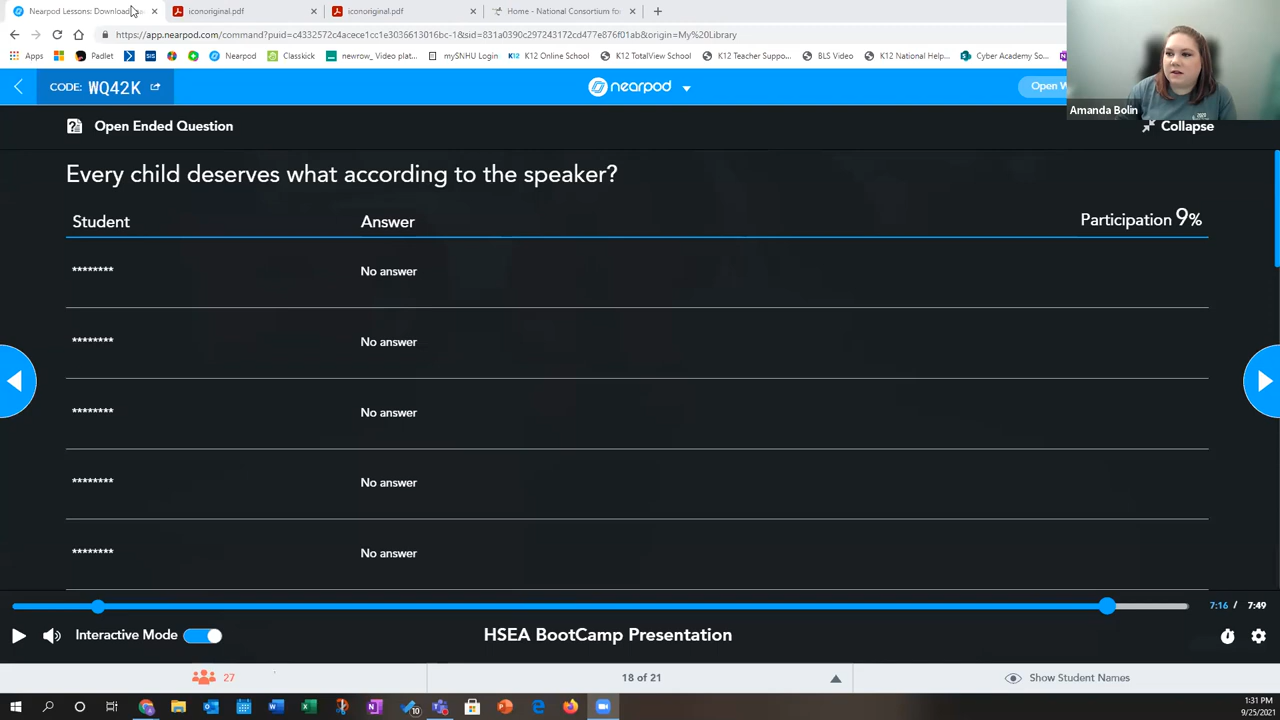 Nearpod Lessons: Download
iconoriginal.pdf
iconoriginal.pdf
Home - National Consortium for
https://app.nearpod.com/command?puid=c4332572c4acece1cc1e3036613016bc-1&sid=831a0390c297243172cd477e876f01ab&origin=My%20Library
Apps
Padlet
SIS
Nearpod
Classkick
newrow_ Video plat...
mySNHU Login
K12 K12 Online School
K12 TotalView School
K12 Teacher Suppo...
BLS Video
K12 National Help...
Cyber Academy So...
CODE: WQ42K
nearpod
Open W
Amanda Bolin
Open Ended Question
Collapse
Every child deserves what according to the speaker?
Student Answer Participation 9%
******** No answer
******** No answer
******** No answer
******** No answer
******** No answer
7:16 / 7:49
Interactive Mode
HSEA BootCamp Presentation
27
18 of 21
Show Student Names
1:31 PM
9/25/2021